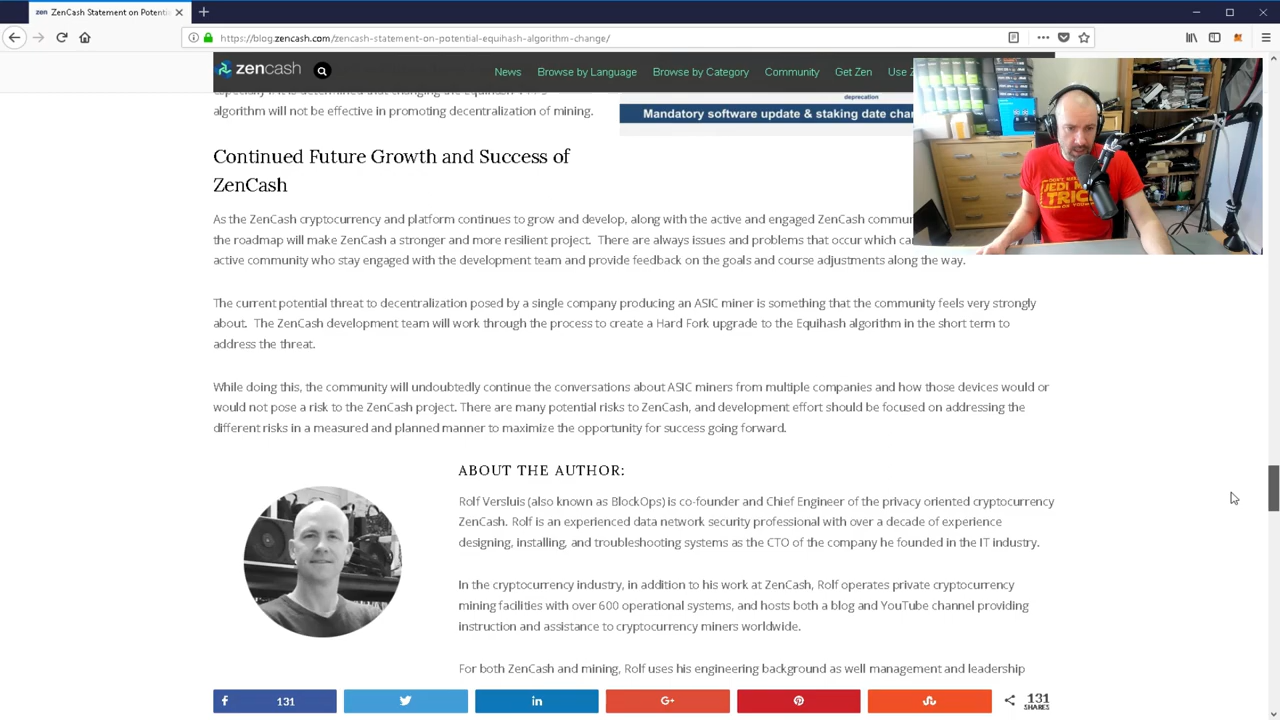 zen ZenCash Statement on Potenti
https://blog.zencash.com/zencash-statement-on-potential-equihash-algorithm-change/
zencash
News
Browse by Language
Browse by Category
Community
Get Zen
Use Z
algorithm will not be effective in promoting decentralization of mining.
deprecation
Mandatory software update & staking date cha
Continued Future Growth and Success of
ZenCash
As the ZenCash cryptocurrency and platform continues to grow and develop, along with the active and engaged ZenCash commu
the roadmap will make ZenCash a stronger and more resilient project. There are always issues and problems that occur which ca
active community who stay engaged with the development team and provide feedback on the goals and course adjustments along the way.
The current potential threat to decentralization posed by a single company producing an ASIC miner is something that the community feels very strongly
about. The ZenCash development team will work through the process to create a Hard Fork upgrade to the Equihash algorithm in the short term to
address the threat.
While doing this, the community will undoubtedly continue the conversations about ASIC miners from multiple companies and how those devices would or
would not pose a risk to the ZenCash project. There are many potential risks to ZenCash, and development effort should be focused on addressing the
different risks in a measured and planned manner to maximize the opportunity for success going forward.
ABOUT THE AUTHOR:
Rolf Versluis (also known as BlockOps) is co-founder and Chief Engineer of the privacy oriented cryptocurrency
ZenCash. Rolf is an experienced data network security professional with over a decade of experience
designing, installing, and troubleshooting systems as the CTO of the company he founded in the IT industry.
In the cryptocurrency industry, in addition to his work at ZenCash, Rolf operates private cryptocurrency
mining facilities with over 600 operational systems, and hosts both a blog and YouTube channel providing
instruction and assistance to cryptocurrency miners worldwide.
For both ZenCash and mining, Rolf uses his engineering background as well management and leadership
131
131
SHARES
JEDI M
TRIC